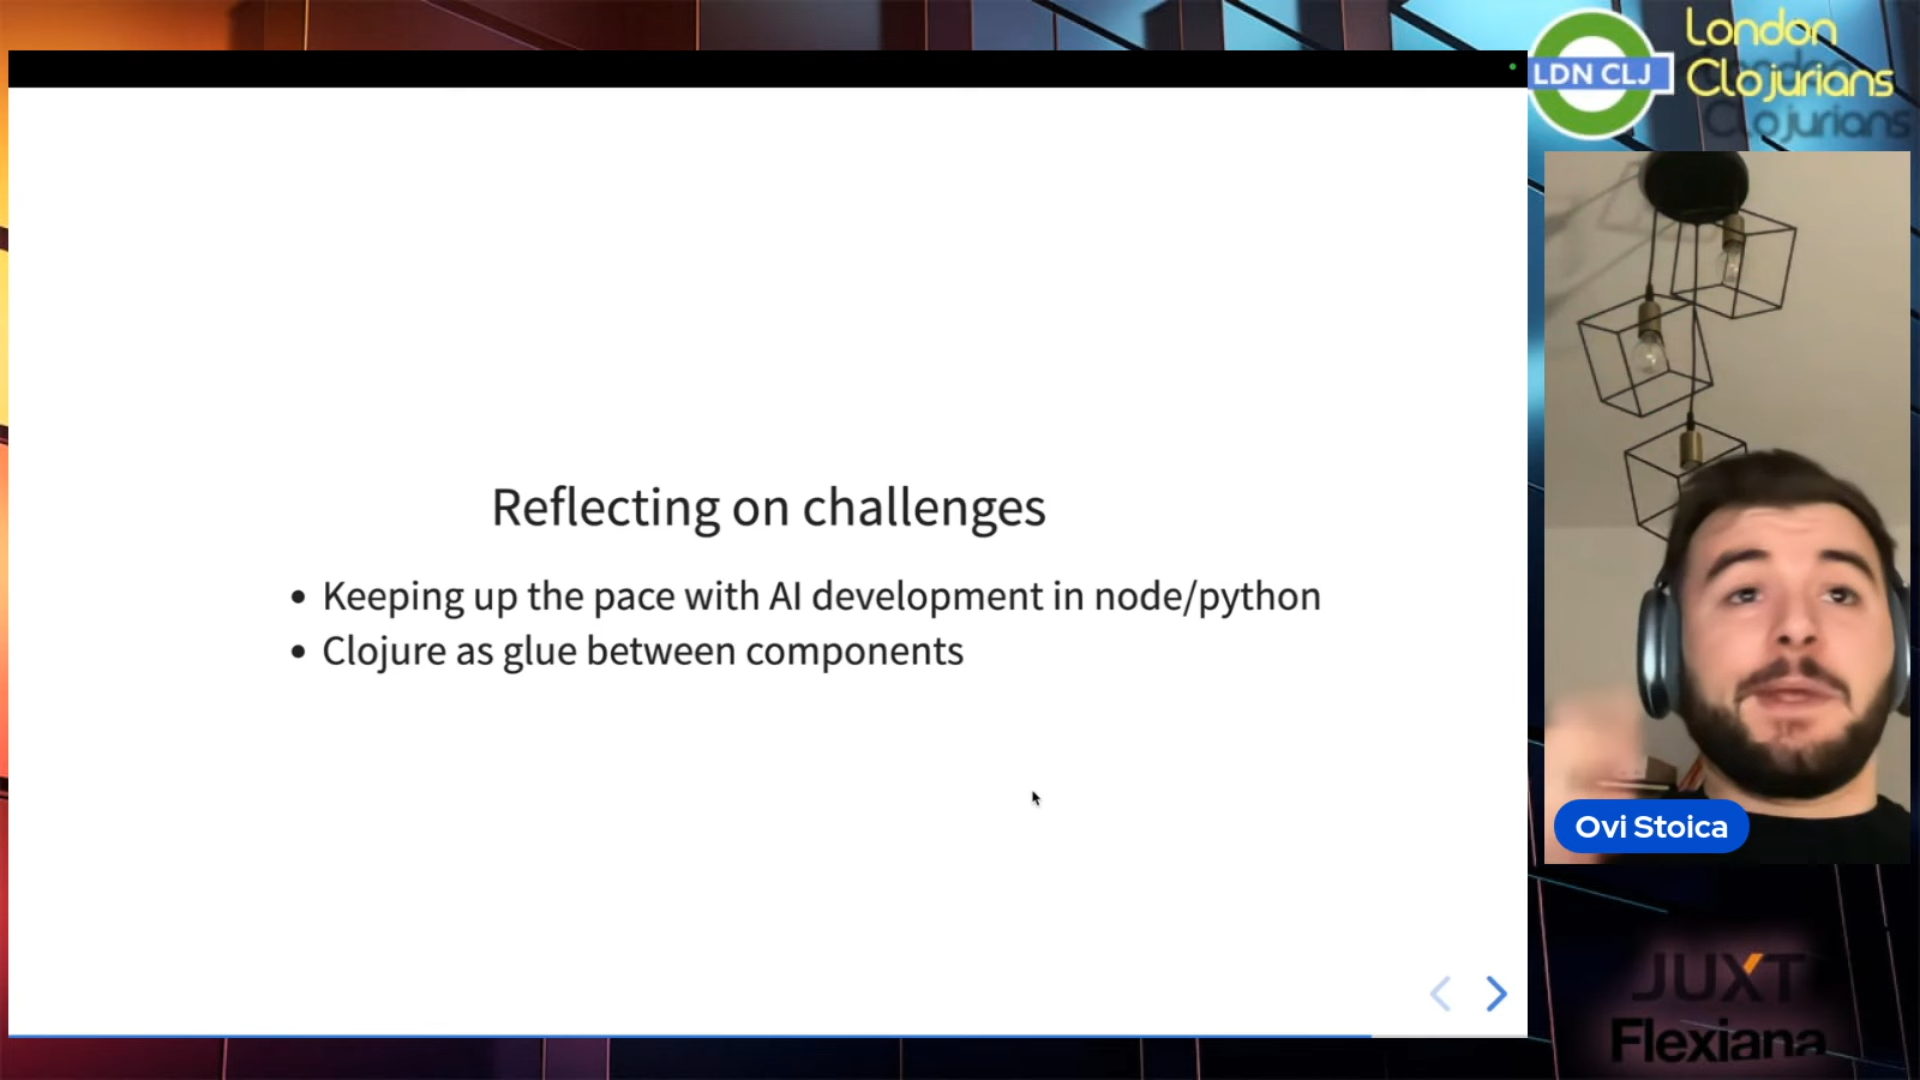 LDN CLJ
London
Clojurians
Clojurians
Reflecting on challenges
• Keeping up the pace with AI development in node/python
• Clojure as glue between components
Ovi Stoica
JUXT
Flexiana